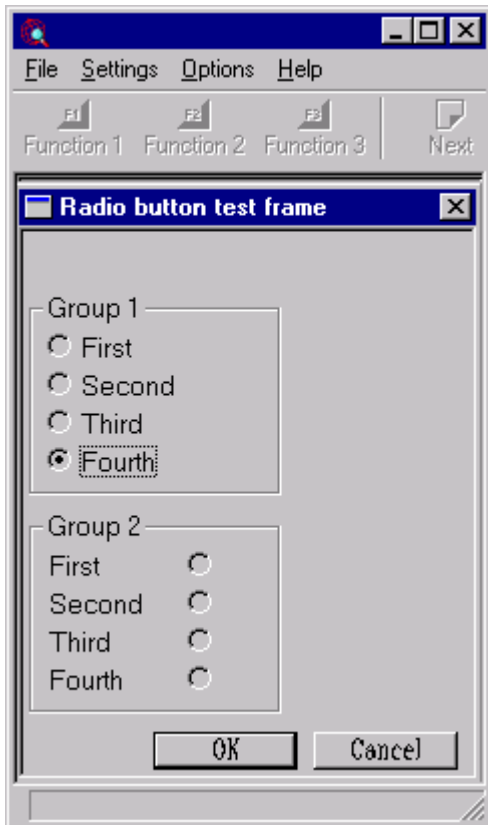 File Settings Options Help
F1 F2 F3
Function 1 Function 2 Function 3 Next
Radio button test frame
Group 1
First
Second
Third
Fourth
Group 2
First
Second
Third
Fourth
OK Cancel